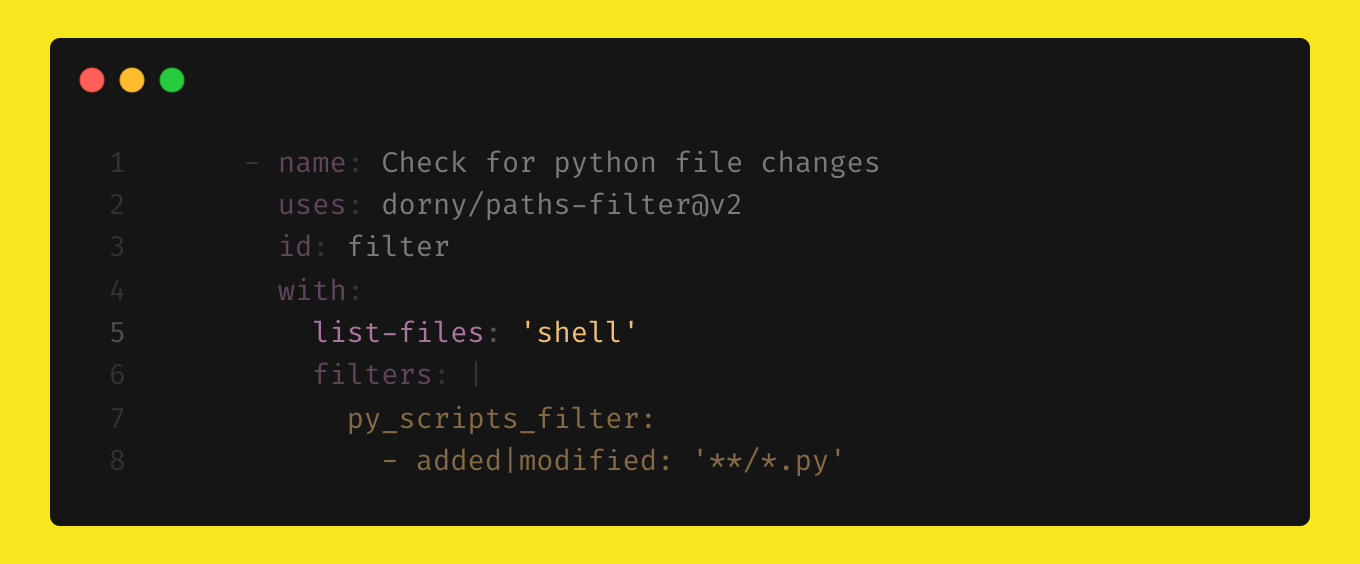 1 - name: Check for python file changes
2 uses: dorny/paths-filter@v2
3 id: filter
4 with:
5 list-files: 'shell'
6 filters: |
7 py_scripts_filter:
8 - added|modified: '**/*.py'